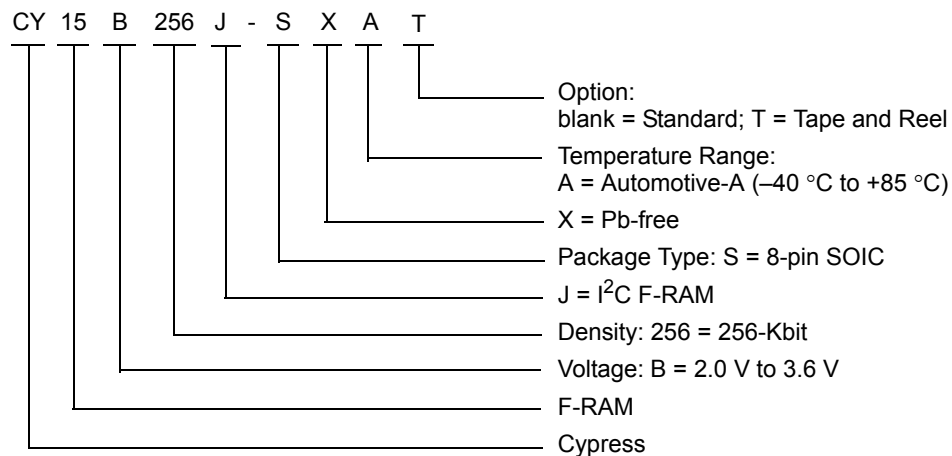 CY 15 B 256 J - S X A T
Option:
blank = Standard; T = Tape and Reel
Temperature Range:
A = Automotive-A (–40 °C to +85 °C)
X = Pb-free
Package Type: S = 8-pin SOIC
J = I²C F-RAM
Density: 256 = 256-Kbit
Voltage: B = 2.0 V to 3.6 V
F-RAM
Cypress